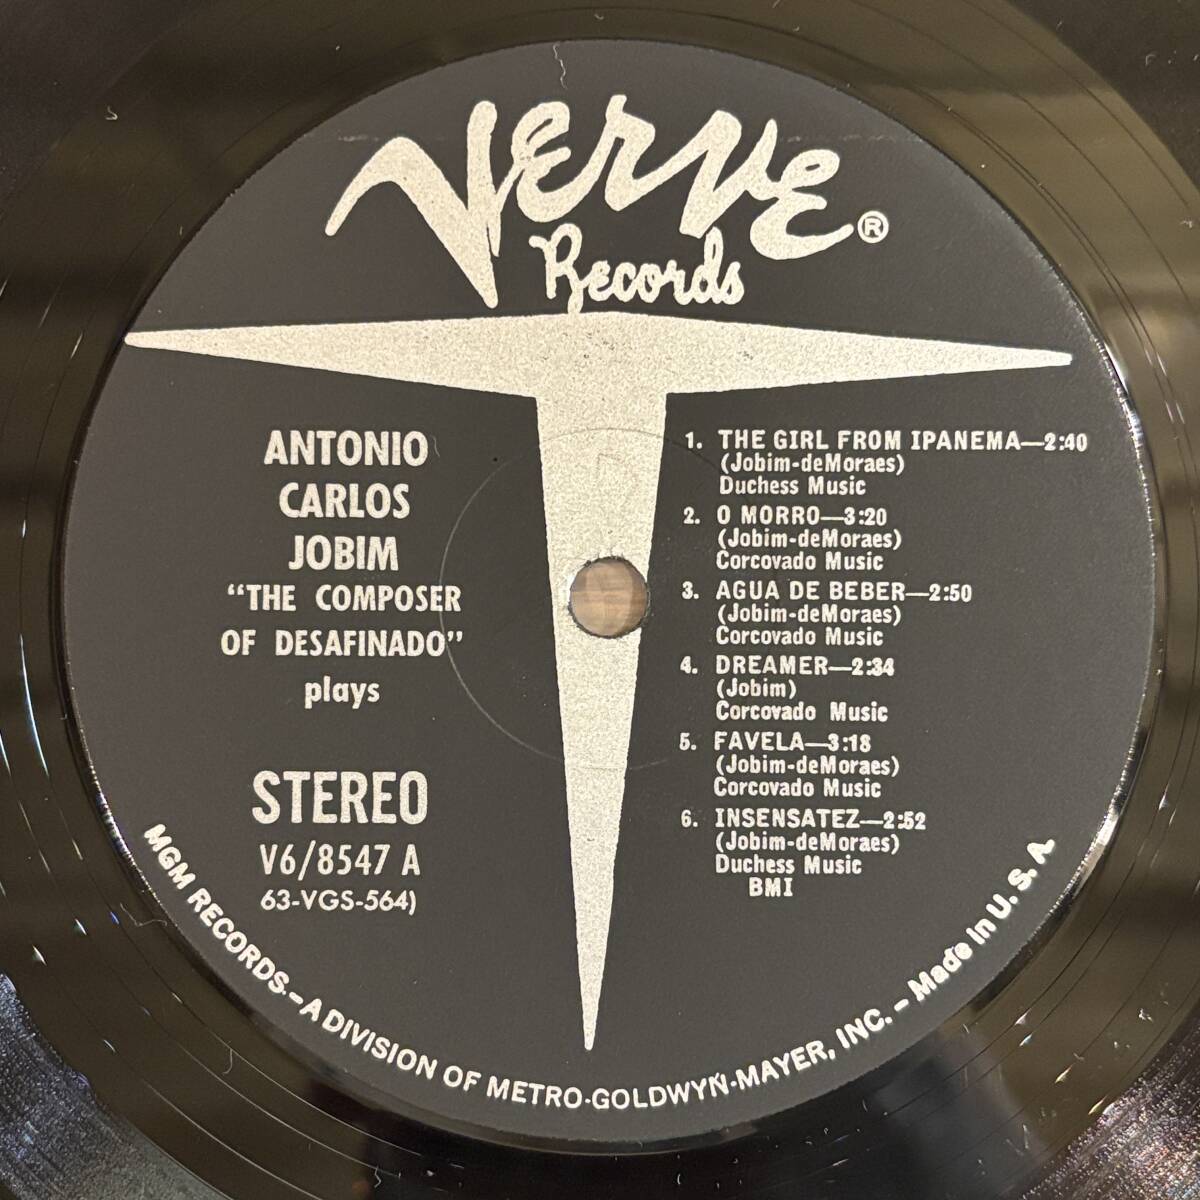 Verve ®
Records
ANTONIO
CARLOS
JOBIM
"THE COMPOSER
OF DESAFINADO"
plays
STEREO
V6/8547 A
63-VGS-564)
1. THE GIRL FROM IPANEMA—2:40
(Jobim-deMoraes)
Duchess Music
2. O MORRO—3:20
(Jobim-deMoraes)
Corcovado Music
3. AGUA DE BEBER—2:50
(Jobim-deMoraes)
Corcovado Music
4. DREAMER—2:34
(Jobim)
Corcovado Music
5. FAVELA—3:18
(Jobim-deMoraes)
Corcovado Music
6. INSENSATEZ—2:52
(Jobim-deMoraes)
Duchess Music
BMI
MGM RECORDS.-A DIVISION OF METRO-GOLDWYN-MAYER, INC. - Made in U. S. A.